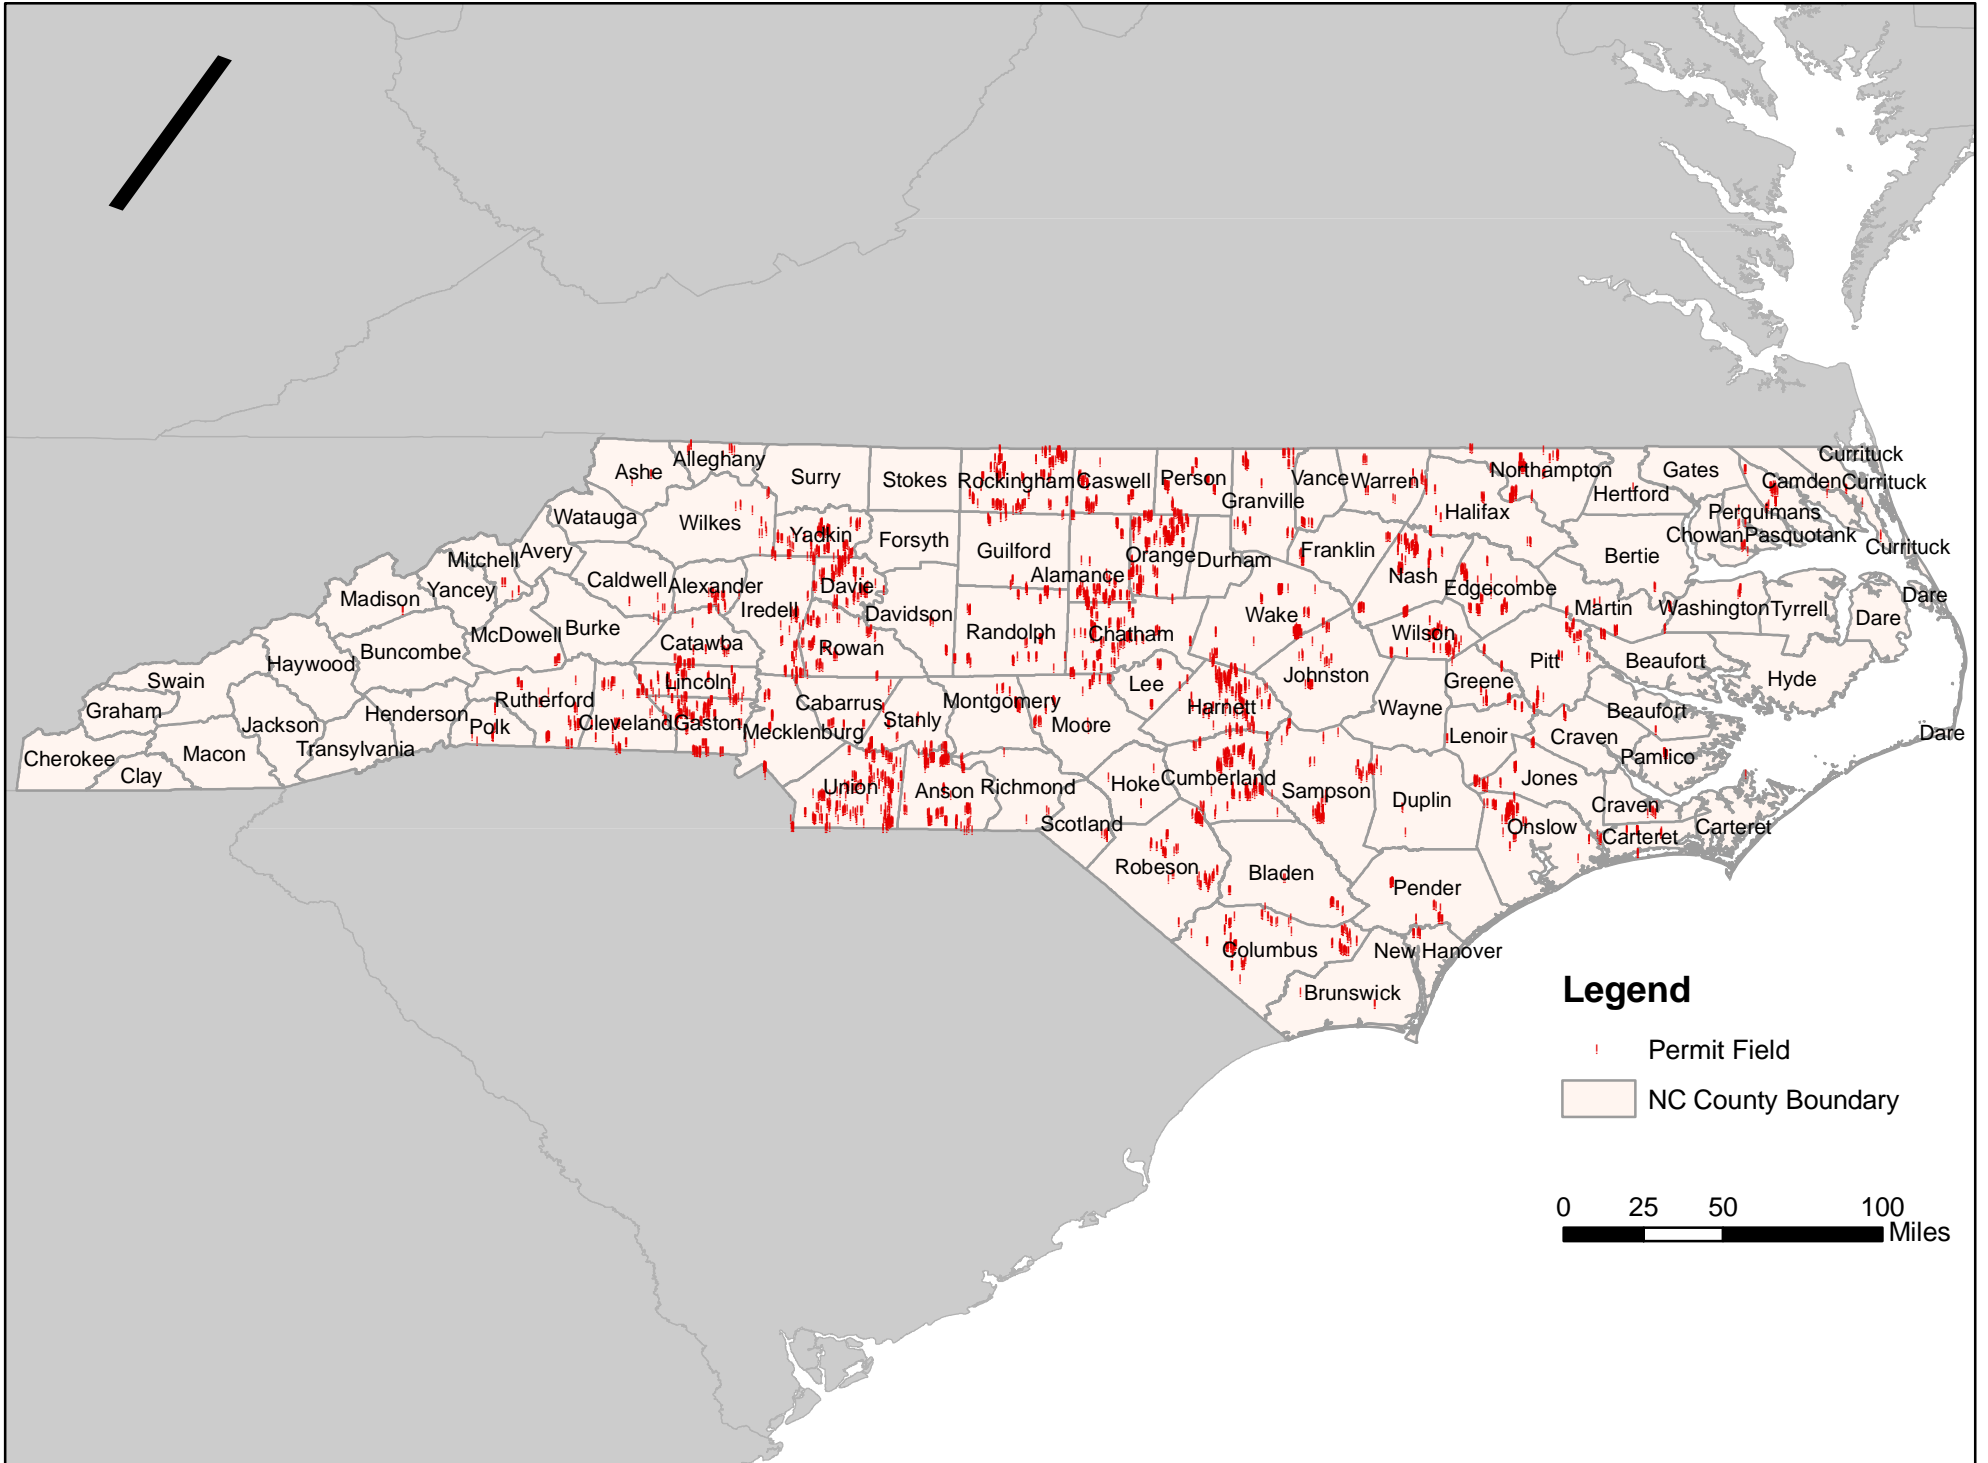 Currituck
Alleghany
Ashe
Surry
Stokes
Rockingham
Caswell
Person
Vance
Warren
Northampton
Gates
Camden
Currituck
Hertford
Granville
Halifax
Perquimans
Watauga
Wilkes
Yadkin
Forsyth
Guilford
Orange
Durham
Franklin
Chowan
Pasquotank
Currituck
Bertie
Mitchell
Avery
Nash
Alamance
Caldwell
Alexander
Davie
Edgecombe
Yancey
Madison
Iredell
Davidson
Wake
Martin
Washington
Tyrrell
Dare
Dare
McDowell
Burke
Randolph
Chatham
Wilson
Catawba
Rowan
Buncombe
Haywood
Pitt
Beaufort
Swain
Lincoln
Lee
Johnston
Greene
Hyde
Rutherford
Cabarrus
Montgomery
Harnett
Wayne
Graham
Henderson
Beaufort
Jackson
Polk
Cleveland
Gaston
Mecklenburg
Stanly
Moore
Lenoir
Craven
Dare
Transylvania
Macon
Cherokee
Clay
Pamlico
Union
Anson
Richmond
Hoke
Cumberland
Sampson
Jones
Duplin
Craven
Scotland
Onslow
Carteret
Carteret
Robeson
Bladen
Pender
Columbus
New Hanover
Brunswick
Legend
Permit Field
NC County Boundary
0 25 50 100
Miles